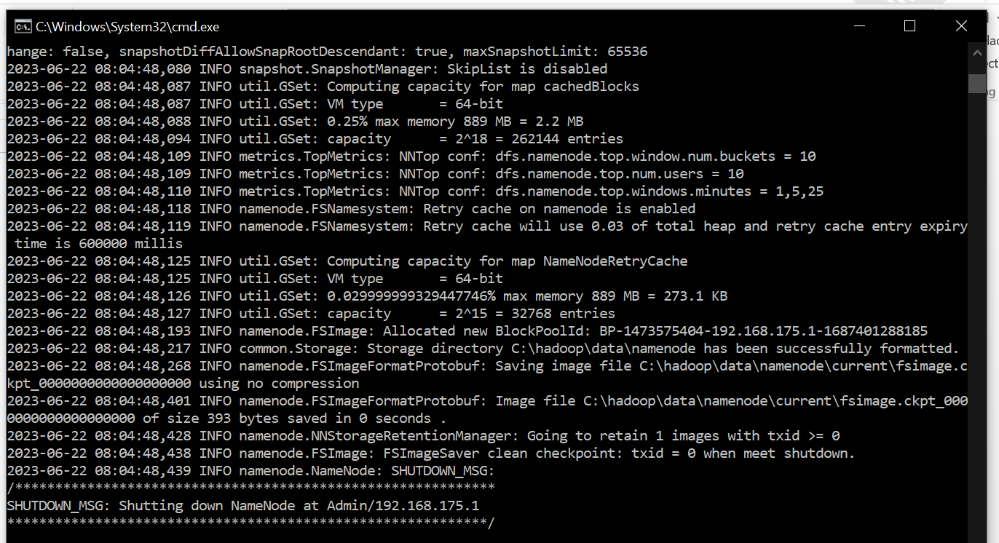 C:\Windows\System32\cmd.exe
hange: false, snapshotDiffAllowSnapRootDescendant: true, maxSnapshotLimit: 65536
2023-06-22 08:04:48,080 INFO snapshot.SnapshotManager: SkipList is disabled
2023-06-22 08:04:48,087 INFO util.GSet: Computing capacity for map cachedBlocks
2023-06-22 08:04:48,087 INFO util.GSet: VM type       = 64-bit
2023-06-22 08:04:48,088 INFO util.GSet: 0.25% max memory 889 MB = 2.2 MB
2023-06-22 08:04:48,094 INFO util.GSet: capacity      = 2^18 = 262144 entries
2023-06-22 08:04:48,109 INFO metrics.TopMetrics: NNTop conf: dfs.namenode.top.window.num.buckets = 10
2023-06-22 08:04:48,109 INFO metrics.TopMetrics: NNTop conf: dfs.namenode.top.num.users = 10
2023-06-22 08:04:48,110 INFO metrics.TopMetrics: NNTop conf: dfs.namenode.top.windows.minutes = 1,5,25
2023-06-22 08:04:48,118 INFO namenode.FSNamesystem: Retry cache on namenode is enabled
2023-06-22 08:04:48,119 INFO namenode.FSNamesystem: Retry cache will use 0.03 of total heap and retry cache entry expiry
 time is 600000 millis
2023-06-22 08:04:48,125 INFO util.GSet: Computing capacity for map NameNodeRetryCache
2023-06-22 08:04:48,125 INFO util.GSet: VM type       = 64-bit
2023-06-22 08:04:48,126 INFO util.GSet: 0.029999999329447746% max memory 889 MB = 273.1 KB
2023-06-22 08:04:48,127 INFO util.GSet: capacity      = 2^15 = 32768 entries
2023-06-22 08:04:48,193 INFO namenode.FSImage: Allocated new BlockPoolId: BP-1473575404-192.168.175.1-1687401288185
2023-06-22 08:04:48,217 INFO common.Storage: Storage directory C:\hadoop\data\namenode has been successfully formatted.
2023-06-22 08:04:48,268 INFO namenode.FSImageFormatProtobuf: Saving image file C:\hadoop\data\namenode\current\fsimage.c
kpt_0000000000000000000 using no compression
2023-06-22 08:04:48,401 INFO namenode.FSImageFormatProtobuf: Image file C:\hadoop\data\namenode\current\fsimage.ckpt_000
0000000000000000 of size 393 bytes saved in 0 seconds .
2023-06-22 08:04:48,428 INFO namenode.NNStorageRetentionManager: Going to retain 1 images with txid >= 0
2023-06-22 08:04:48,438 INFO namenode.FSImage: FSImageSaver clean checkpoint: txid = 0 when meet shutdown.
2023-06-22 08:04:48,439 INFO namenode.NameNode: SHUTDOWN_MSG:
/************************************************************
SHUTDOWN_MSG: Shutting down NameNode at Admin/192.168.175.1
************************************************************/